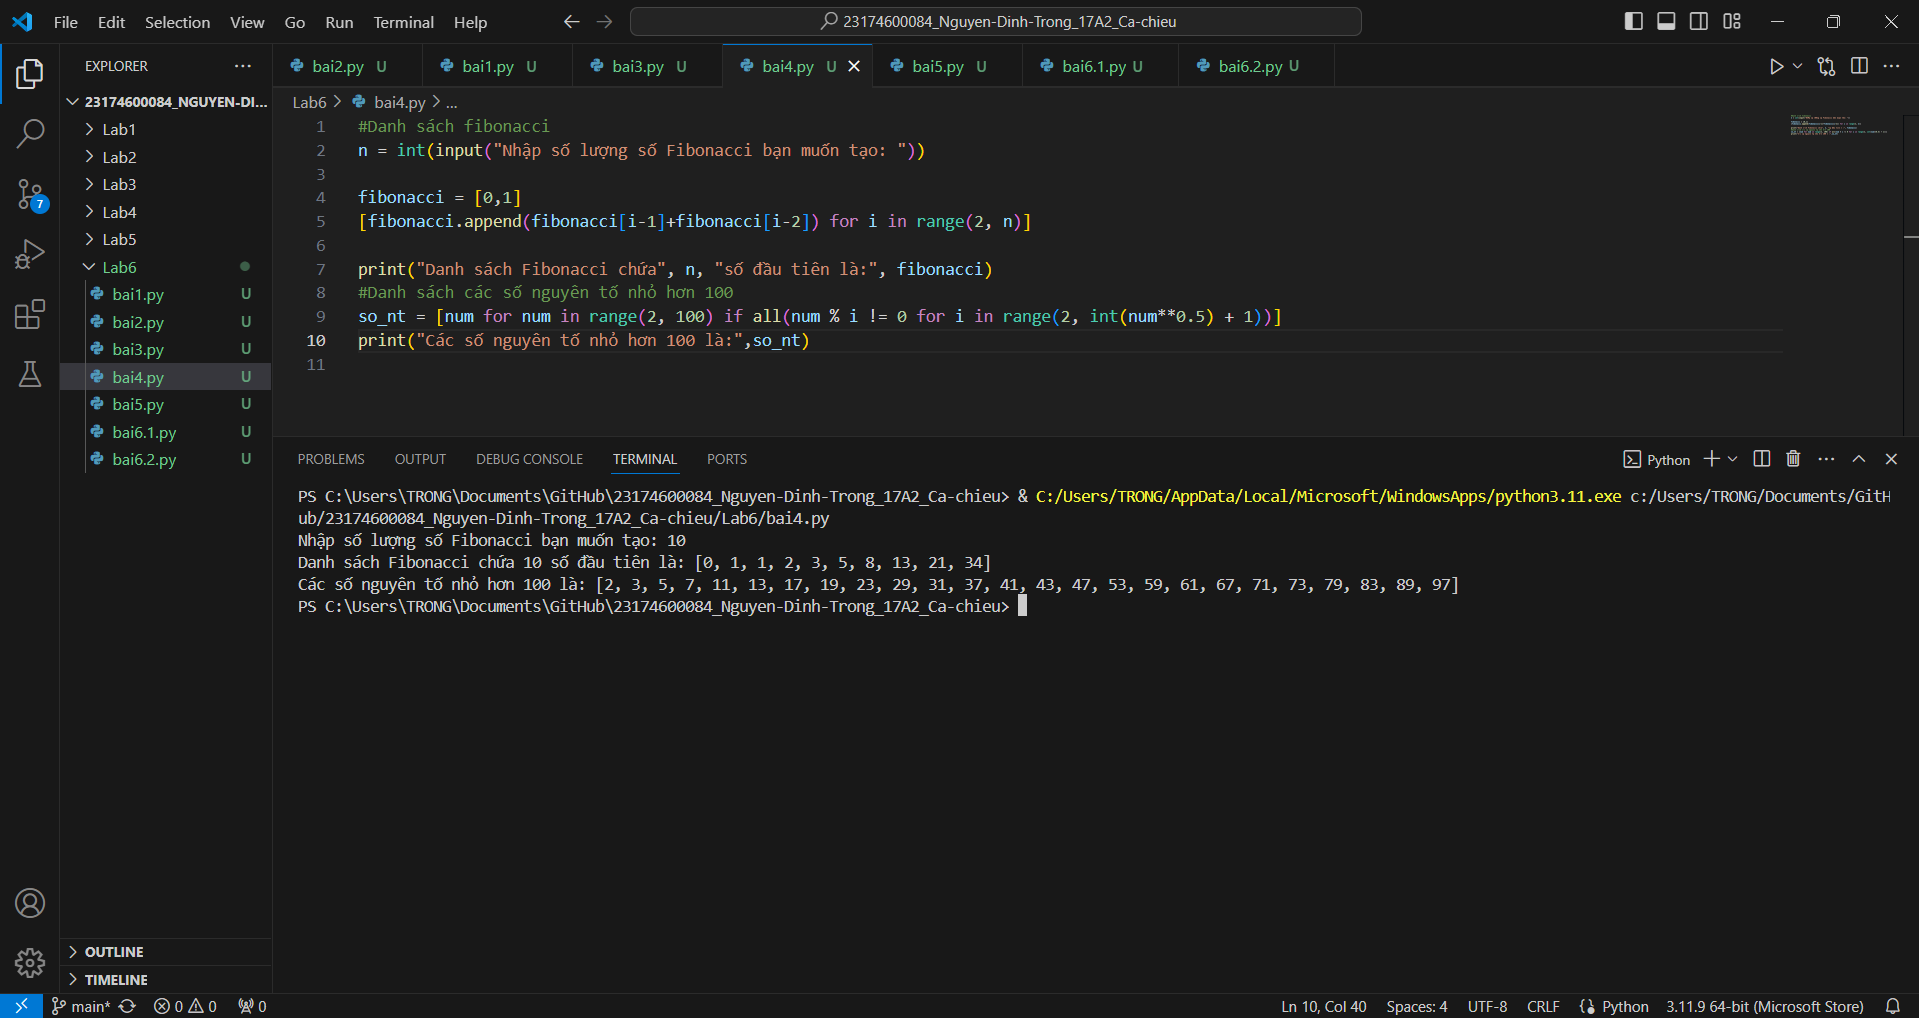 File Edit Selection View Go Run Terminal Help
23174600084_Nguyen-Dinh-Trong_17A2_Ca-chieu
EXPLORER
23174600084_NGUYEN-DI...
Lab1
Lab2
Lab3
Lab4
Lab5
Lab6
bai1.py U
bai2.py U
bai3.py U
bai4.py U
bai5.py U
bai6.1.py U
bai6.2.py U
OUTLINE
TIMELINE
7
bai2.py U bai1.py U bai3.py U bai4.py U bai5.py U bai6.1.py U bai6.2.py U
Lab6 > bai4.py > ...
1 #Danh sách fibonacci
2 n = int(input("Nhập số lượng số Fibonacci bạn muốn tạo: "))
3
4 fibonacci = [0,1]
5 [fibonacci.append(fibonacci[i-1]+fibonacci[i-2]) for i in range(2, n)]
6
7 print("Danh sách Fibonacci chứa", n, "số đầu tiên là:", fibonacci)
8 #Danh sách các số nguyên tố nhỏ hơn 100
9 so_nt = [num for num in range(2, 100) if all(num % i != 0 for i in range(2, int(num**0.5) + 1))]
10 print("Các số nguyên tố nhỏ hơn 100 là:",so_nt)
11
PROBLEMS OUTPUT DEBUG CONSOLE TERMINAL PORTS
Python
PS C:\Users\TRONG\Documents\GitHub\23174600084_Nguyen-Dinh-Trong_17A2_Ca-chieu> & C:/Users/TRONG/AppData/Local/Microsoft/WindowsApps/python3.11.exe c:/Users/TRONG/Documents/GitH
ub/23174600084_Nguyen-Dinh-Trong_17A2_Ca-chieu/Lab6/bai4.py
Nhập số lượng số Fibonacci bạn muốn tạo: 10
Danh sách Fibonacci chứa 10 số đầu tiên là: [0, 1, 1, 2, 3, 5, 8, 13, 21, 34]
Các số nguyên tố nhỏ hơn 100 là: [2, 3, 5, 7, 11, 13, 17, 19, 23, 29, 31, 37, 41, 43, 47, 53, 59, 61, 67, 71, 73, 79, 83, 89, 97]
PS C:\Users\TRONG\Documents\GitHub\23174600084_Nguyen-Dinh-Trong_17A2_Ca-chieu>
main* 0 0 0 Ln 10, Col 40 Spaces: 4 UTF-8 CRLF Python 3.11.9 64-bit (Microsoft Store)